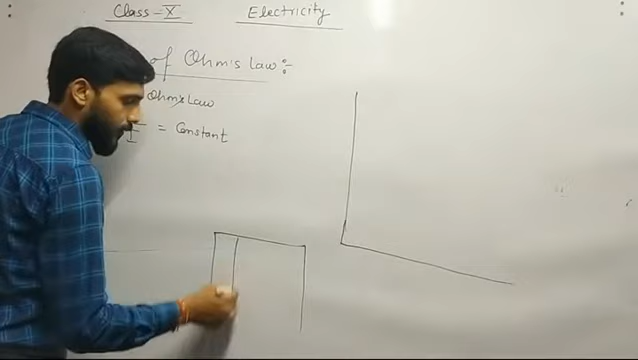 Class-X Electricity
of Ohm's Law:-
Ohm's Law
= Constant